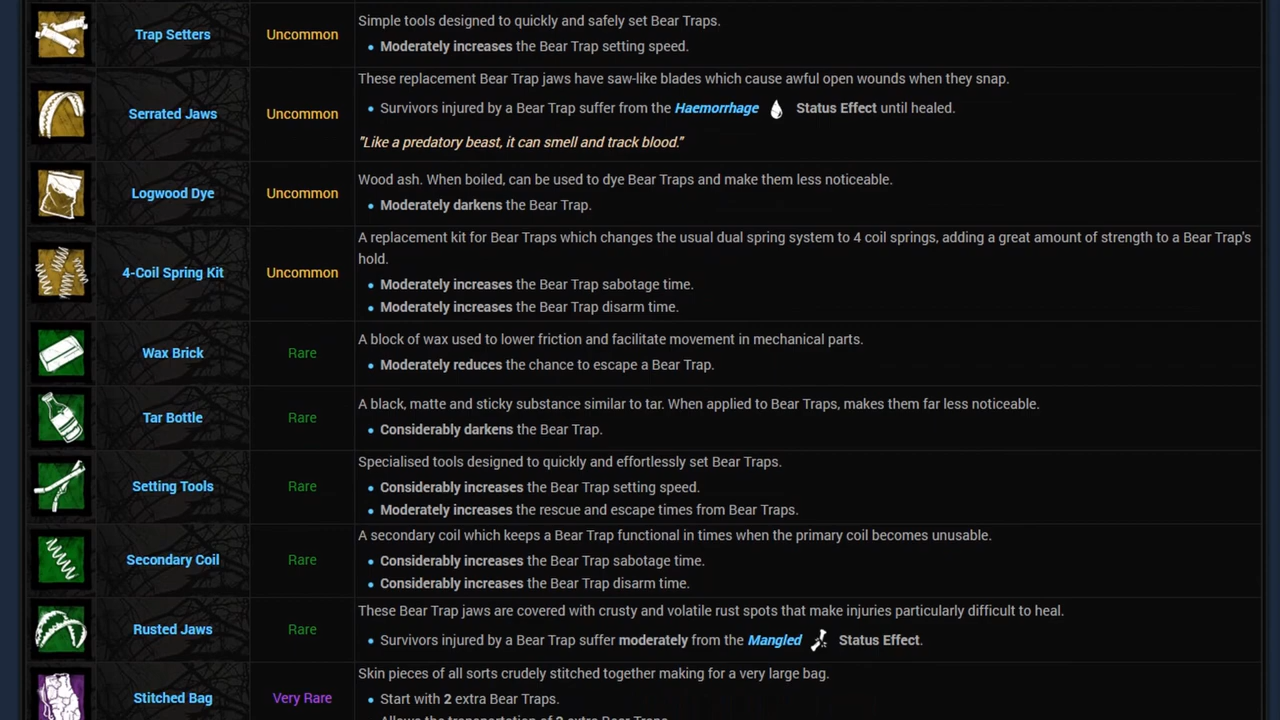 Trap Setters
Uncommon
Simple tools designed to quickly and safely set Bear Traps.
Moderately increases the Bear Trap setting speed.
Serrated Jaws
Uncommon
These replacement Bear Trap jaws have saw-like blades which cause awful open wounds when they snap.
Survivors injured by a Bear Trap suffer from the Haemorrhage Status Effect until healed.
"Like a predatory beast, it can smell and track blood."
Logwood Dye
Uncommon
Wood ash. When boiled, can be used to dye Bear Traps and make them less noticeable.
Moderately darkens the Bear Trap.
4-Coil Spring Kit
Uncommon
A replacement kit for Bear Traps which changes the usual dual spring system to 4 coil springs, adding a great amount of strength to a Bear Trap's
hold.
Moderately increases the Bear Trap sabotage time.
Moderately increases the Bear Trap disarm time.
Wax Brick
Rare
A block of wax used to lower friction and facilitate movement in mechanical parts.
Moderately reduces the chance to escape a Bear Trap.
Tar Bottle
Rare
A black, matte and sticky substance similar to tar. When applied to Bear Traps, makes them far less noticeable.
Considerably darkens the Bear Trap.
Setting Tools
Rare
Specialised tools designed to quickly and effortlessly set Bear Traps.
Considerably increases the Bear Trap setting speed.
Moderately increases the rescue and escape times from Bear Traps.
Secondary Coil
Rare
A secondary coil which keeps a Bear Trap functional in times when the primary coil becomes unusable.
Considerably increases the Bear Trap sabotage time.
Considerably increases the Bear Trap disarm time.
Rusted Jaws
Rare
These Bear Trap jaws are covered with crusty and volatile rust spots that make injuries particularly difficult to heal.
Survivors injured by a Bear Trap suffer moderately from the Mangled Status Effect.
Stitched Bag
Very Rare
Skin pieces of all sorts crudely stitched together making for a very large bag.
Start with 2 extra Bear Traps.
Allows the transportation of 2 extra Bear Traps.